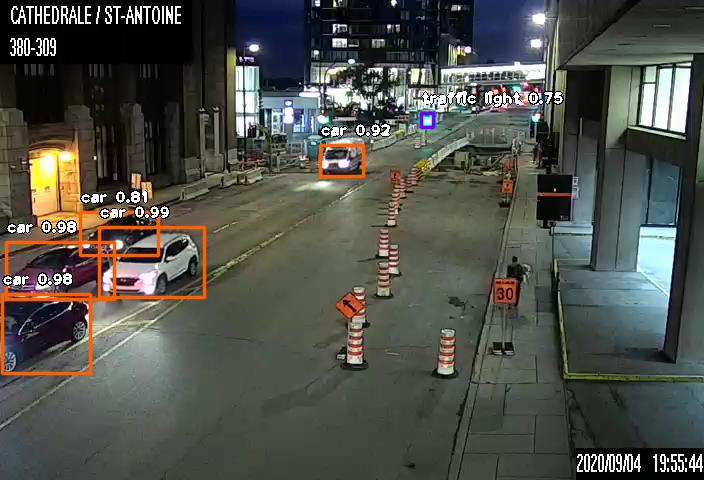 CATHEDRALE / ST-ANTOINE
380-309
traffic light 0.75
car 0.92
car 0.81
car 0.99
car 0.98
car 0.98
30
2020/09/04 19:55:44